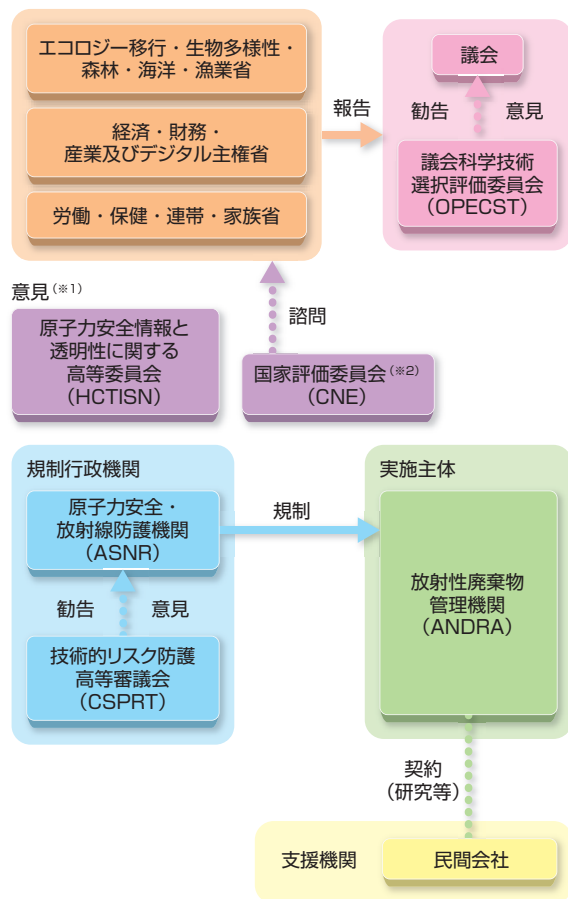 エコロジー移行・生物多様性・
森林・海洋・漁業省
経済・財務・
産業及びデジタル主権省
労働・保健・連帯・家族省
報告
議会
勧告 意見
議会科学技術
選択評価委員会
(OPECST)
意見(※1)
原子力安全情報と
透明性に関する
高等委員会
(HCTISN)
諮問
国家評価委員会(※2)
(CNE)
規制行政機関
原子力安全・
放射線防護機関
(ASNR)
勧告 意見
技術的リスク防護
高等審議会
(CSPRT)
規制
実施主体
放射性廃棄物
管理機関
(ANDRA)
契約
(研究等)
支援機関
民間会社